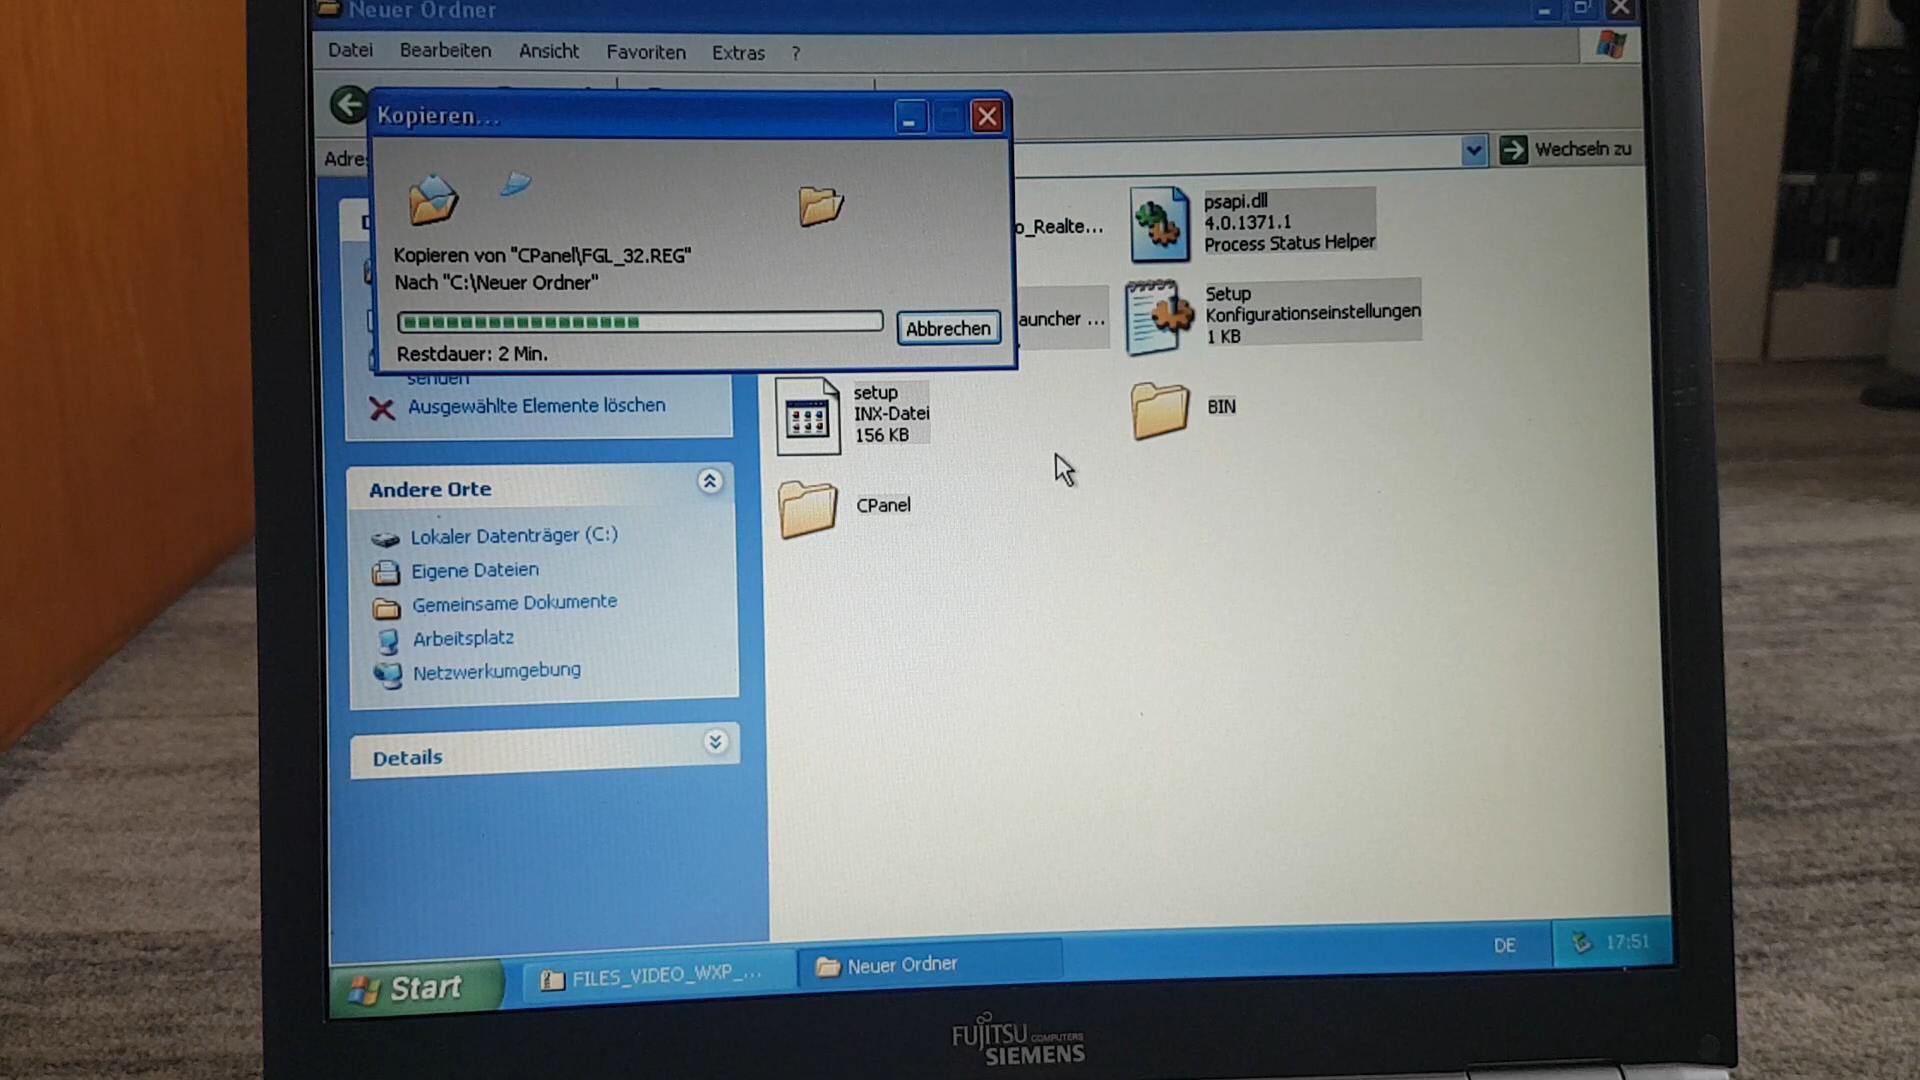 Neuer Ordner
Datei Bearbeiten Ansicht Favoriten Extras ?
Kopieren...
Wechseln zu
Kopieren von "CPanel\FGL_32.REG"
Nach "C:\Neuer Ordner"
Abbrechen
Restdauer: 2 Min.
o_Realte...
psapi.dll
4.0.1371.1
Process Status Helper
auncher ...
Setup
Konfigurationseinstellungen
1 KB
setup
INX-Datei
156 KB
BIN
CPanel
senden
Ausgewählte Elemente löschen
Andere Orte
Lokaler Datenträger (C:)
Eigene Dateien
Gemeinsame Dokumente
Arbeitsplatz
Netzwerkumgebung
Details
Start
FILES_VIDEO_WXP_...
Neuer Ordner
DE
17:51
FUJITSU COMPUTERS
SIEMENS